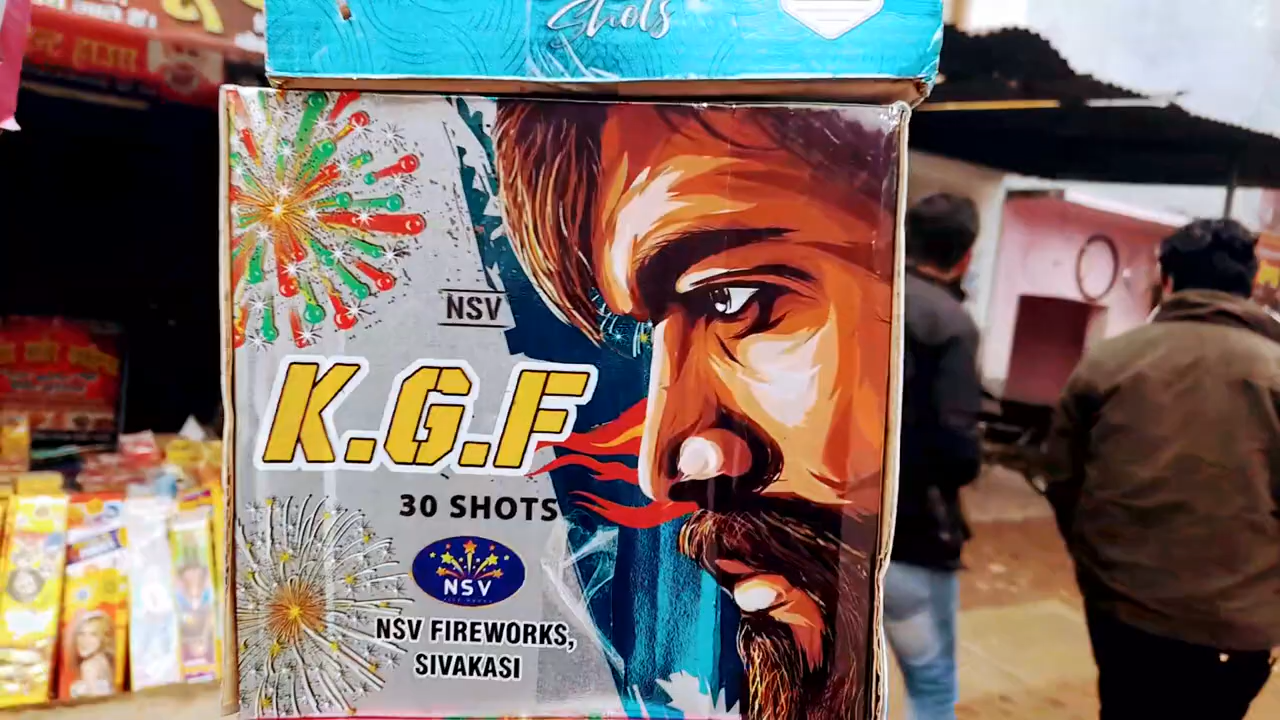 Shots
NSV
K.G.F
30 SHOTS
NSV
NSV FIREWORKS,
SIVAKASI